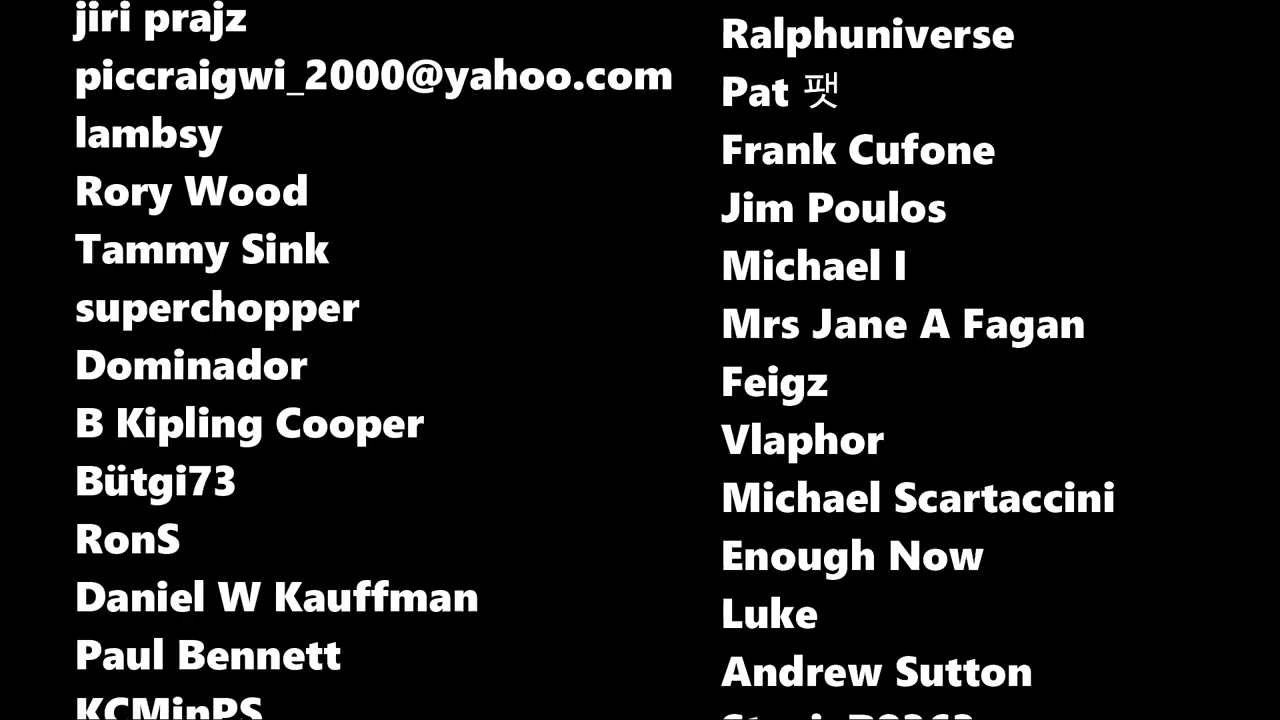 jiri prajz
piccraigwi_2000@yahoo.com
lambsy
Rory Wood
Tammy Sink
superchopper
Dominador
B Kipling Cooper
Bütgi73
RonS
Daniel W Kauffman
Paul Bennett
KCMinPS
Ralphuniverse
Pat 팻
Frank Cufone
Jim Poulos
Michael I
Mrs Jane A Fagan
Feigz
Vlaphor
Michael Scartaccini
Enough Now
Luke
Andrew Sutton